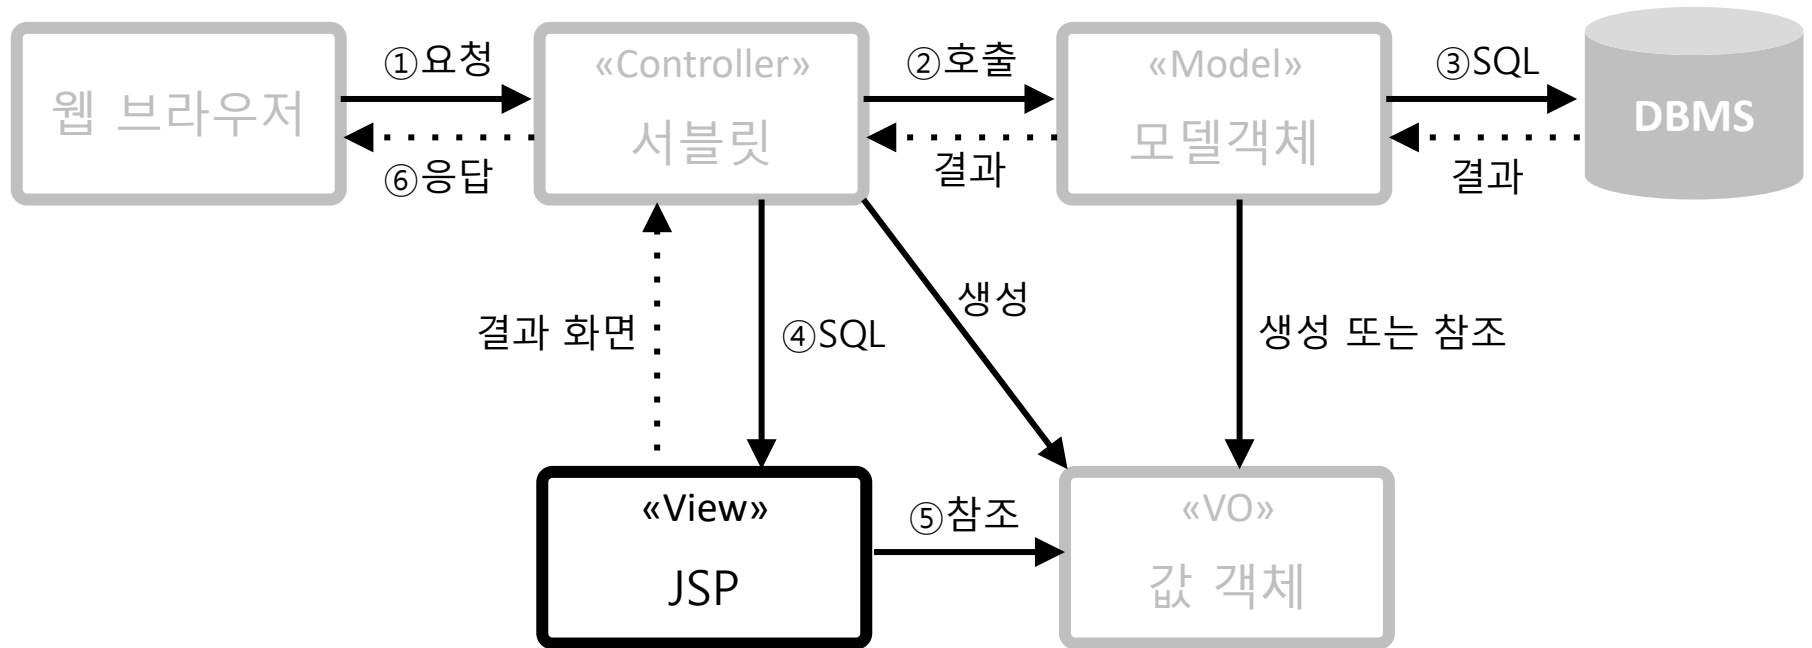 ①요청
②호출
③SQL
«Controller»
«Model»
웹 브라우저
서블릿
모델객체
DBMS
⑥응답
결과
결과
결과 화면
④SQL
생성
생성 또는 참조
«View»
JSP
⑤참조
«VO»
값 객체